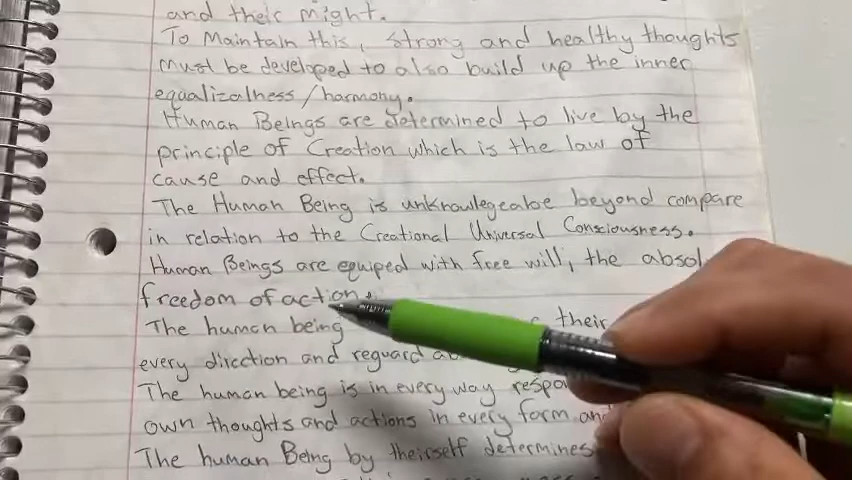 and their might.
To Maintain this, strong and healthy thoughts
must be developed to also build up the inner
equalizalness/harmony.
Human Beings are determined to live by the
principle of Creation which is the law of
cause and effect.
The Human Being is unknowlegeabe beyond compare
in relation to the Creational Universal Consciousness.
Human Beings are equiped with free will, the absol
freedom of action.
The human being their
every direction and reguard
The human being is in every way respon
own thoughts and actions in every form and
The human Being by theirself determines